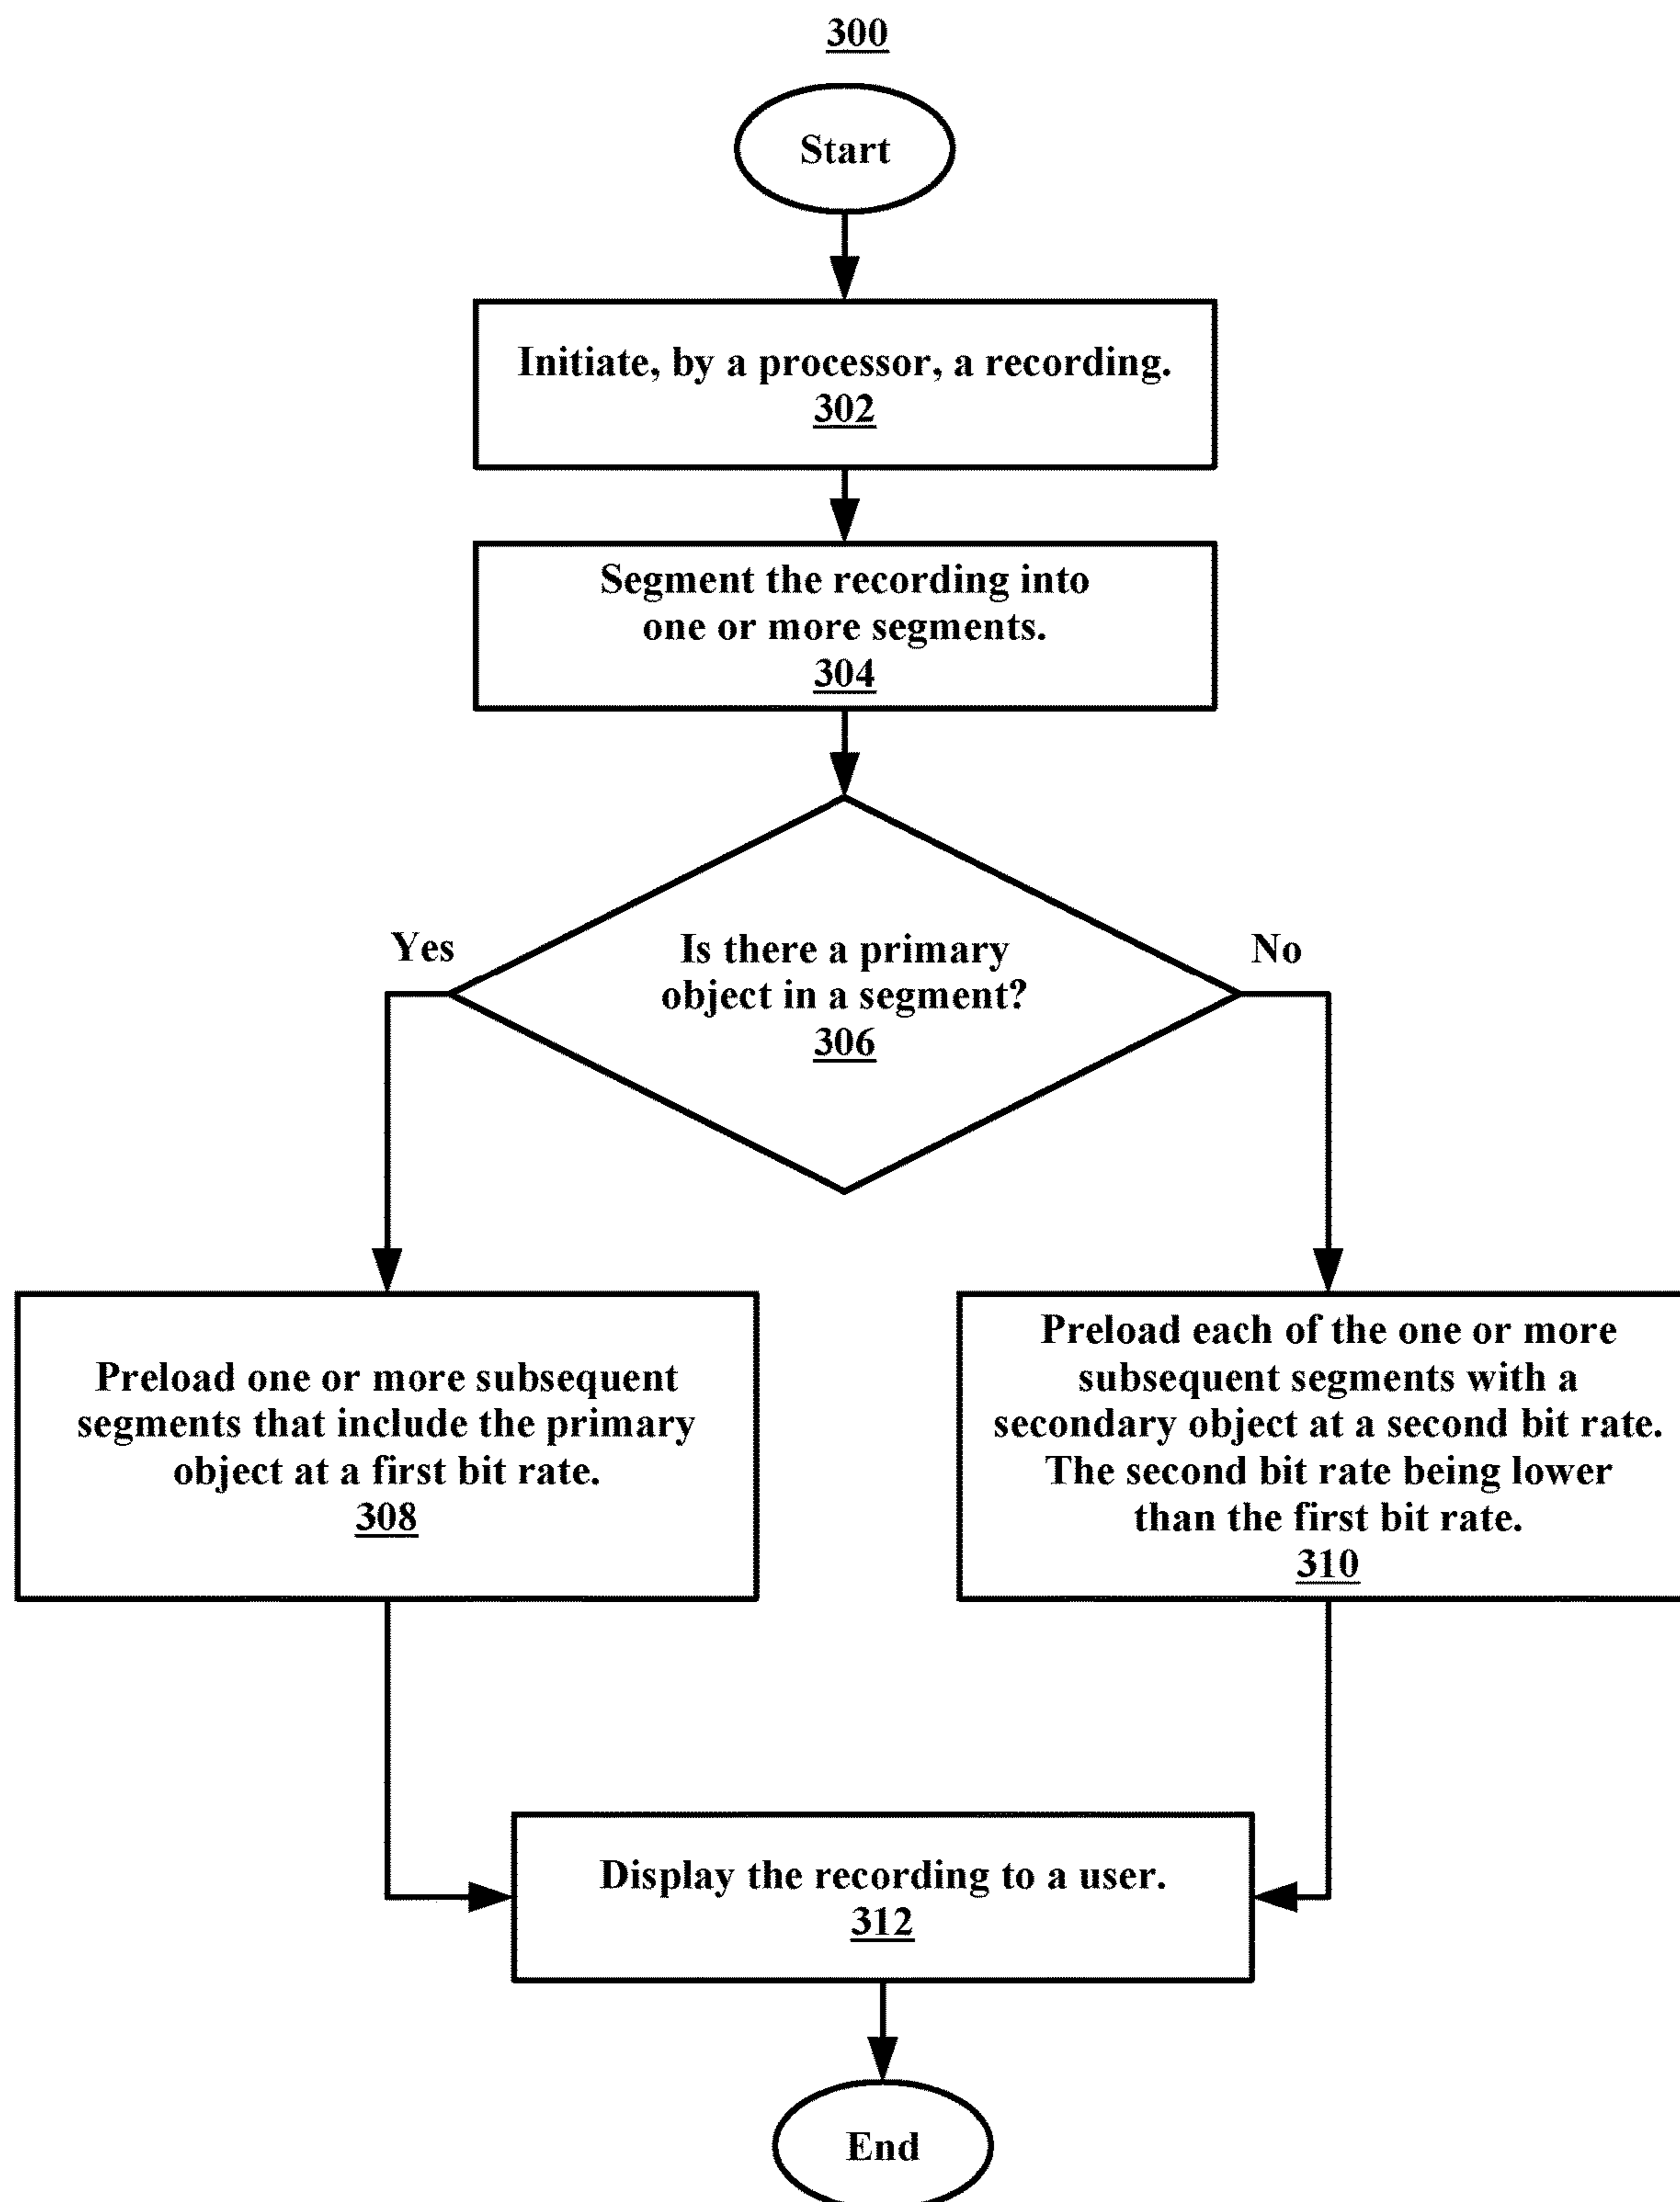 300
Start
Initiate, by a processor, a recording.
302
Segment the recording into
one or more segments.
304
Yes
Is there a primary
object in a segment?
306
No
Preload one or more subsequent
segments that include the primary
object at a first bit rate.
308
Preload each of the one or more
subsequent segments with a
secondary object at a second bit rate.
The second bit rate being lower
than the first bit rate.
310
Display the recording to a user.
312
End